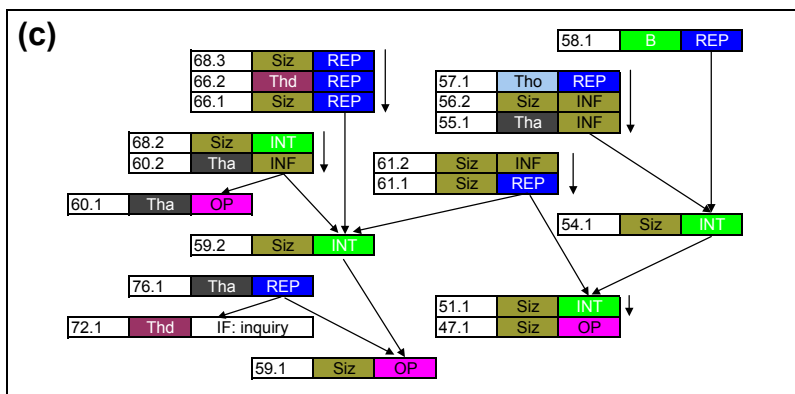 (c)
58.1 B REP
68.3 Siz REP
66.2 Thd REP
66.1 Siz REP
57.1 Tho REP
56.2 Siz INF
55.1 Tha INF
68.2 Siz INT
60.2 Tha INF
61.2 Siz INF
61.1 Siz REP
60.1 Tha OP
54.1 Siz INT
59.2 Siz INT
76.1 Tha REP
51.1 Siz INT
72.1 Thd IF: inquiry
47.1 Siz OP
59.1 Siz OP